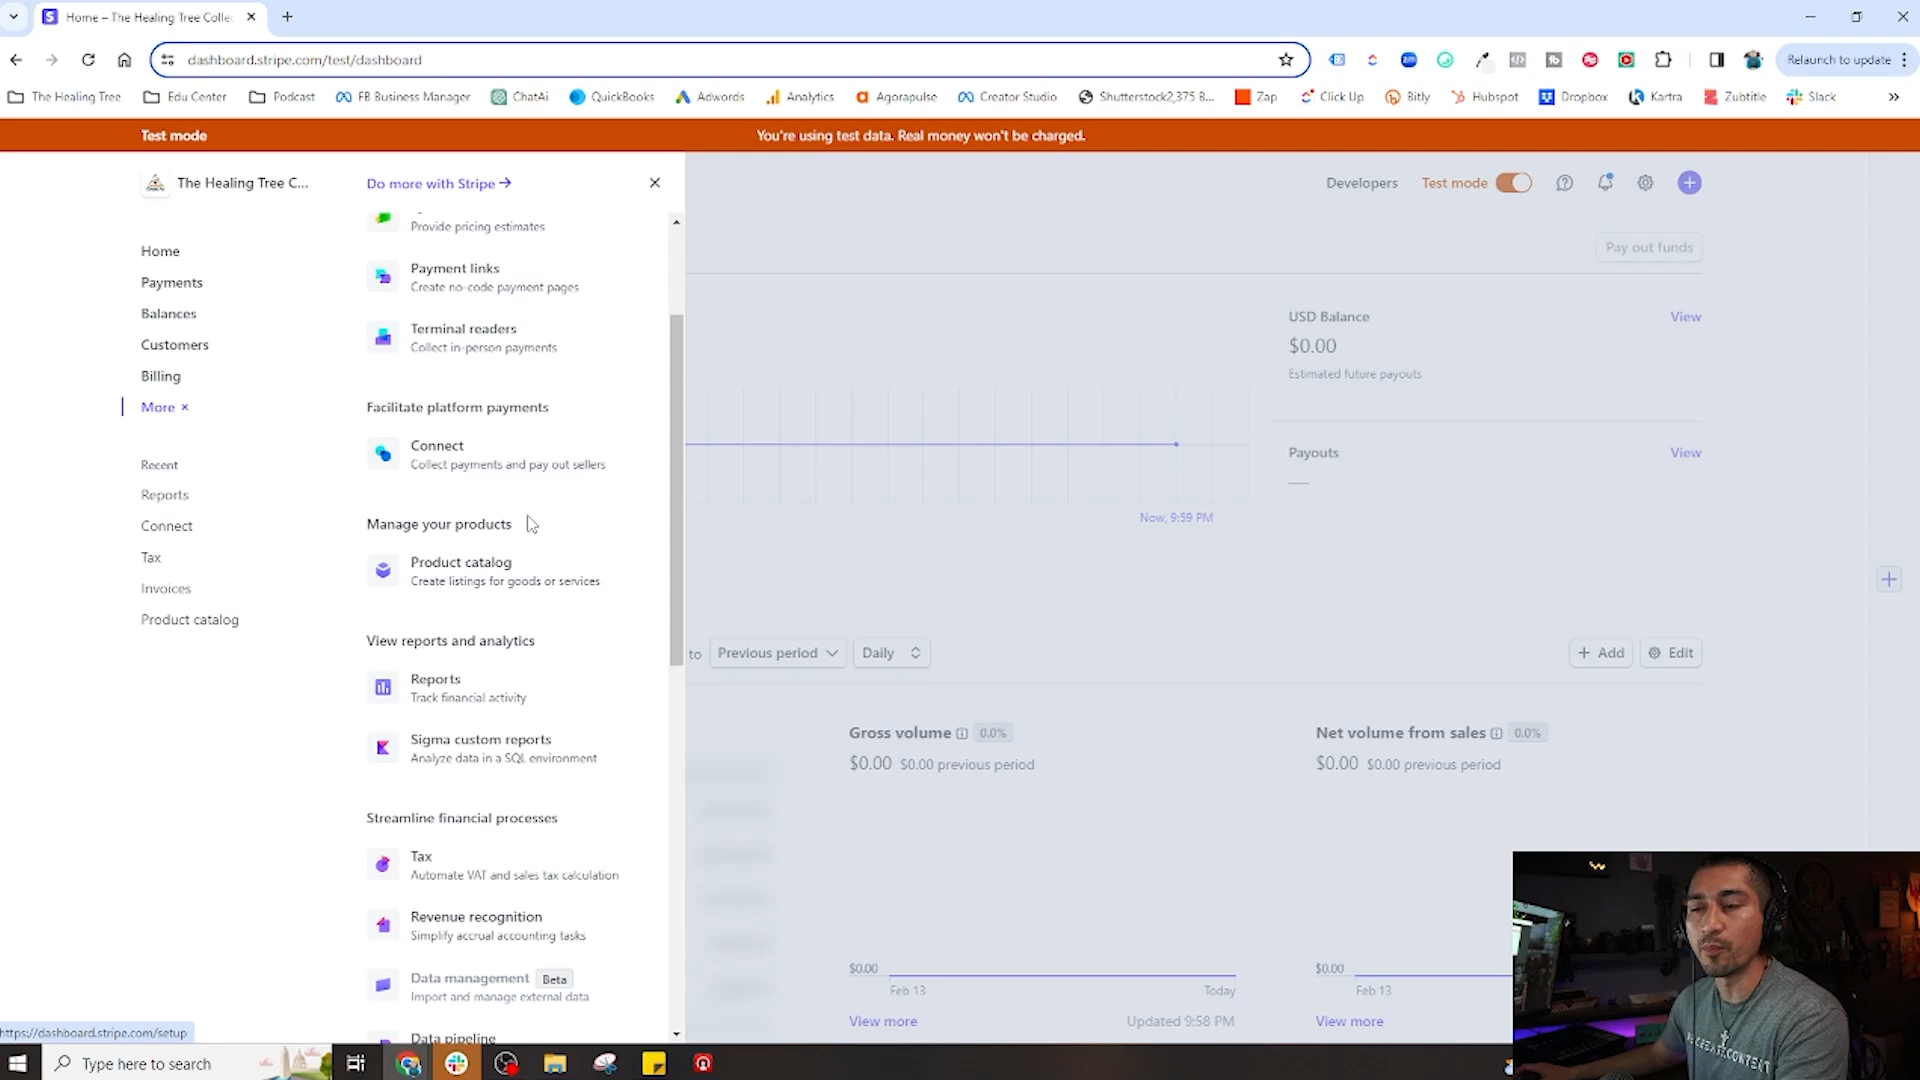 Home – The Healing Tree Colle
dashboard.stripe.com/test/dashboard
Relaunch to update
The Healing Tree
Edu Center
Podcast
FB Business Manager
ChatAi
QuickBooks
Adwords
Analytics
Agorapulse
Creator Studio
Shutterstock2,375 B...
Zap
Click Up
Bitly
Hubspot
Dropbox
Kartra
Zubtitle
Slack
Test mode
You're using test data. Real money won't be charged.
The Healing Tree C...
Do more with Stripe
Developers
Test mode
Provide pricing estimates
Home
Payments
Balances
Customers
Billing
More
Recent
Reports
Connect
Tax
Invoices
Product catalog
Payment links
Create no-code payment pages
Terminal readers
Collect in-person payments
Facilitate platform payments
Connect
Collect payments and pay out sellers
Manage your products
Product catalog
Create listings for goods or services
View reports and analytics
Reports
Track financial activity
Sigma custom reports
Analyze data in a SQL environment
Streamline financial processes
Tax
Automate VAT and sales tax calculation
Revenue recognition
Simplify accrual accounting tasks
Data management Beta
Import and manage external data
Data pipeline
Pay out funds
USD Balance
View
$0.00
Estimated future payouts
Payouts
View
Now, 9:59 PM
to
Previous period
Daily
+ Add
Edit
Gross volume 0.0%
$0.00 $0.00 previous period
$0.00
Feb 13
Today
View more
Updated 9:58 PM
Net volume from sales 0.0%
$0.00 $0.00 previous period
$0.00
Feb 13
View more
https://dashboard.stripe.com/setup
Type here to search